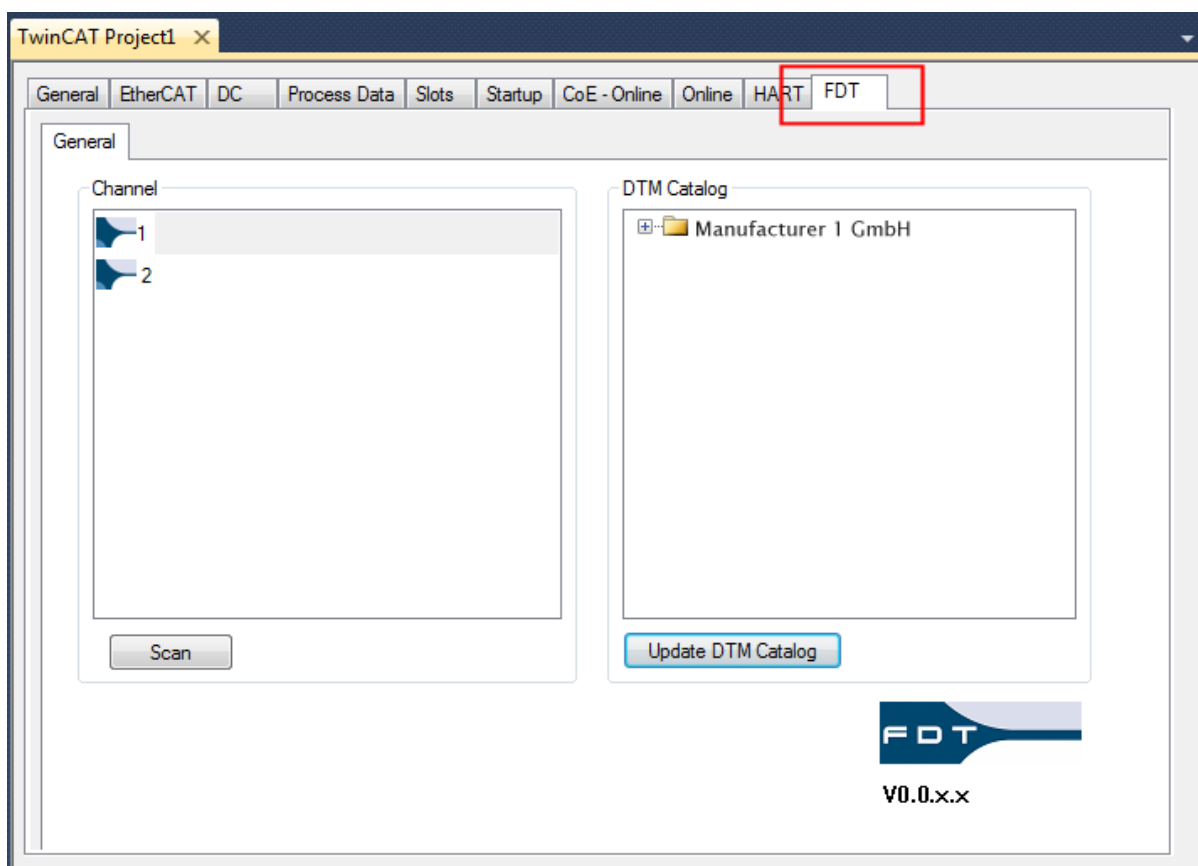 TwinCAT Project1
General EtherCAT DC Process Data Slots Startup CoE - Online Online HART FDT
General
Channel
1
2
Scan
DTM Catalog
Manufacturer 1 GmbH
Update DTM Catalog
FDT
V0.0.x.x